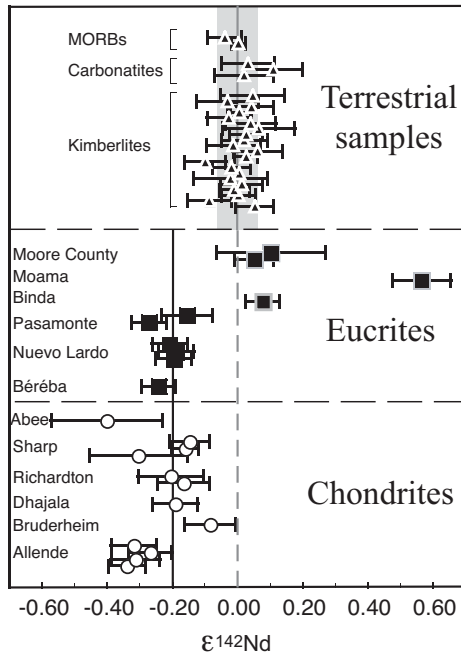 MORBs
Carbonatites
Kimberlites
Terrestrial
samples
Moore County
Moama
Binda
Pasamonte
Nuevo Lardo
Béréba
Eucrites
Abee
Sharp
Richardton
Dhajala
Bruderheim
Allende
Chondrites
-0.60 -0.40 -0.20 0.00 0.20 0.40 0.60
ε¹⁴²Nd